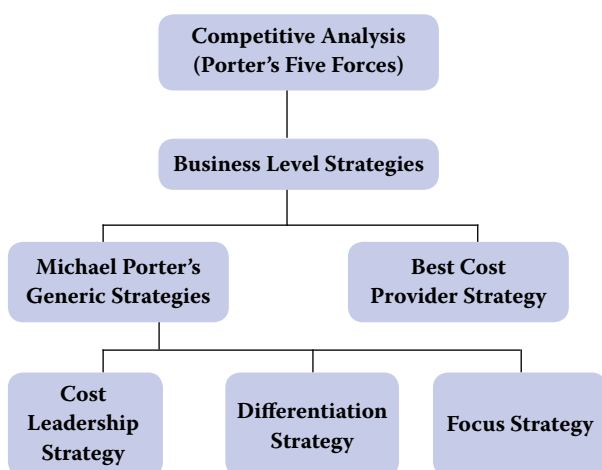 Competitive Analysis
(Porter's Five Forces)
Business Level Strategies
Michael Porter's
Generic Strategies
Best Cost
Provider Strategy
Cost
Leadership
Strategy
Differentiation
Strategy
Focus Strategy